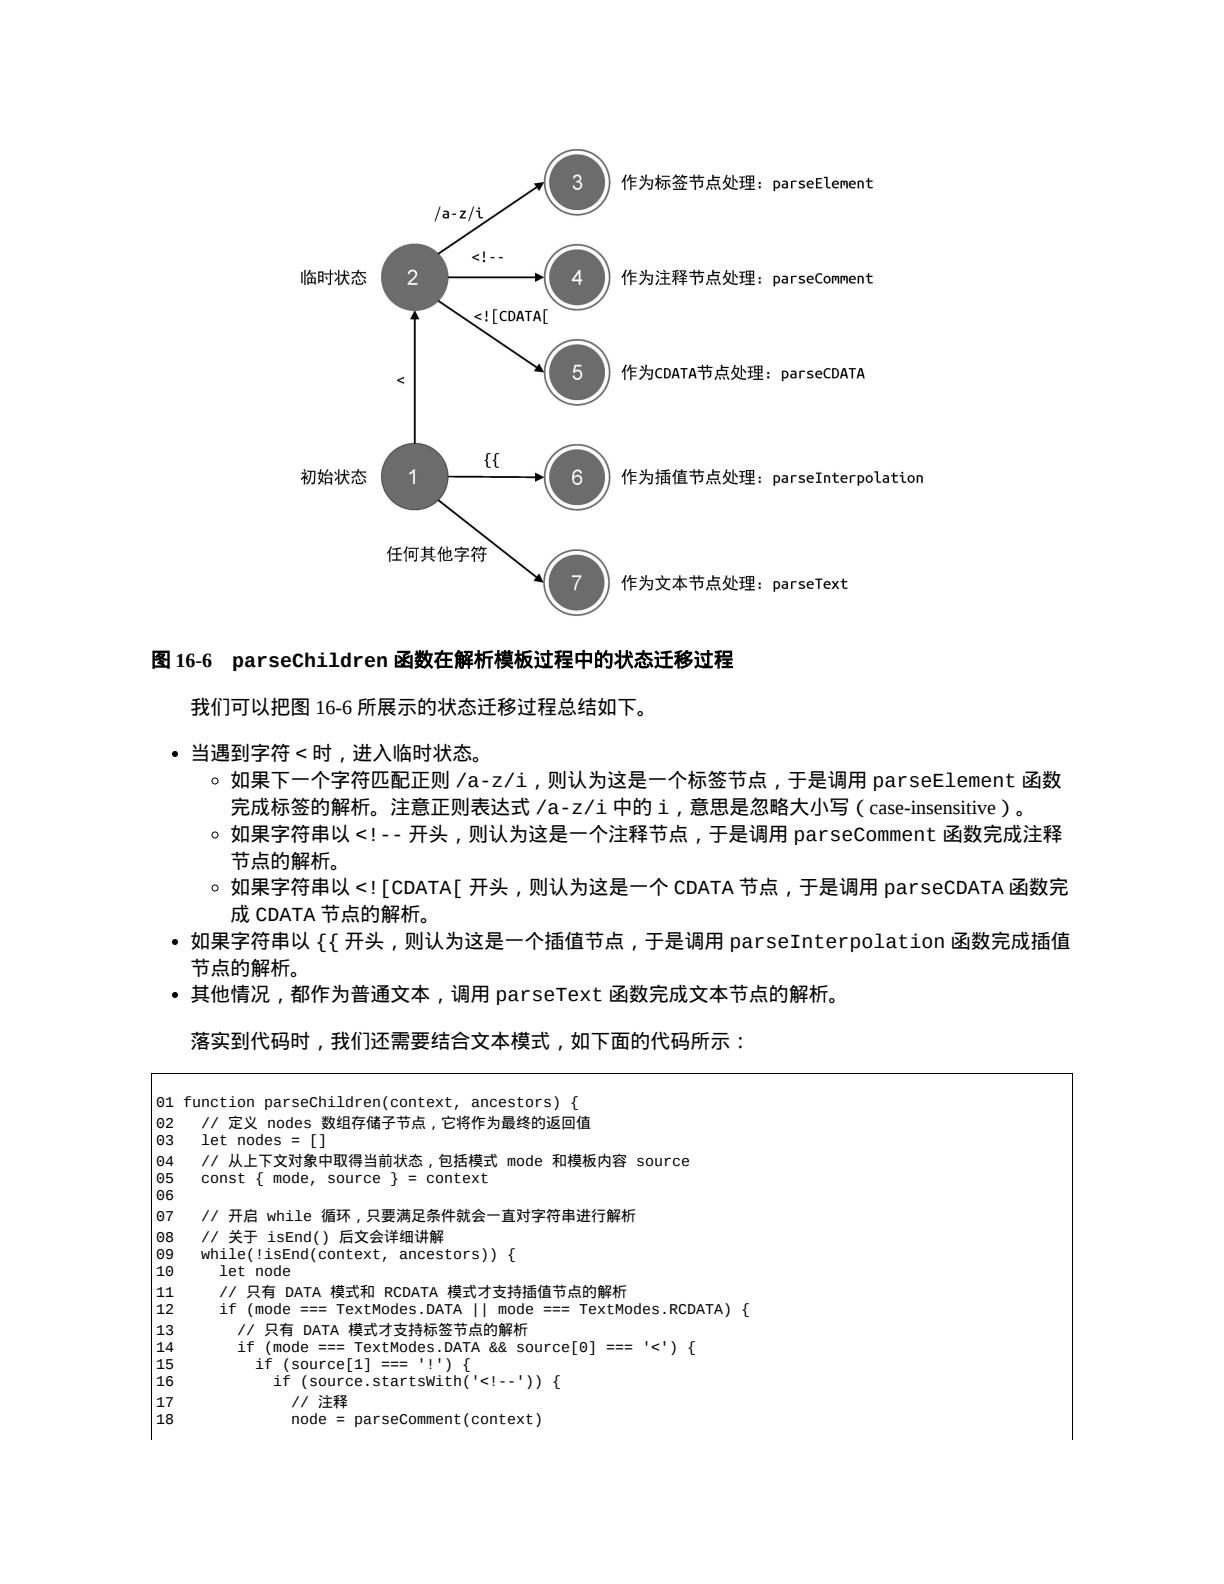 3 作为标签节点处理：parseElement
/a-z/i
<!--
临时状态 2 4 作为注释节点处理：parseComment
<![CDATA[
5 作为CDATA节点处理：parseCDATA
<
{{
初始状态 1 6 作为插值节点处理：parseInterpolation
任何其他字符
7 作为文本节点处理：parseText
图 16-6 parseChildren 函数在解析模板过程中的状态迁移过程
我们可以把图 16-6 所展示的状态迁移过程总结如下。
• 当遇到字符 < 时，进入临时状态。
◦ 如果下一个字符匹配正则 /a-z/i，则认为这是一个标签节点，于是调用 parseElement 函数
完成标签的解析。注意正则表达式 /a-z/i 中的 i，意思是忽略大小写（case-insensitive）。
◦ 如果字符串以 <!-- 开头，则认为这是一个注释节点，于是调用 parseComment 函数完成注释
节点的解析。
◦ 如果字符串以 <![CDATA[ 开头，则认为这是一个 CDATA 节点，于是调用 parseCDATA 函数完
成 CDATA 节点的解析。
• 如果字符串以 {{ 开头，则认为这是一个插值节点，于是调用 parseInterpolation 函数完成插值
节点的解析。
• 其他情况，都作为普通文本，调用 parseText 函数完成文本节点的解析。
落实到代码时，我们还需要结合文本模式，如下面的代码所示：
01 function parseChildren(context, ancestors) {
02   // 定义 nodes 数组存储子节点，它将作为最终的返回值
03   let nodes = []
04   // 从上下文对象中取得当前状态，包括模式 mode 和模板内容 source
05   const { mode, source } = context
06
07   // 开启 while 循环，只要满足条件就会一直对字符串进行解析
08   // 关于 isEnd() 后文会详细讲解
09   while(!isEnd(context, ancestors)) {
10     let node
11     // 只有 DATA 模式和 RCDATA 模式才支持插值节点的解析
12     if (mode === TextModes.DATA || mode === TextModes.RCDATA) {
13       // 只有 DATA 模式才支持标签节点的解析
14       if (mode === TextModes.DATA && source[0] === '<') {
15         if (source[1] === '!') {
16           if (source.startsWith('<!--')) {
17             // 注释
18             node = parseComment(context)